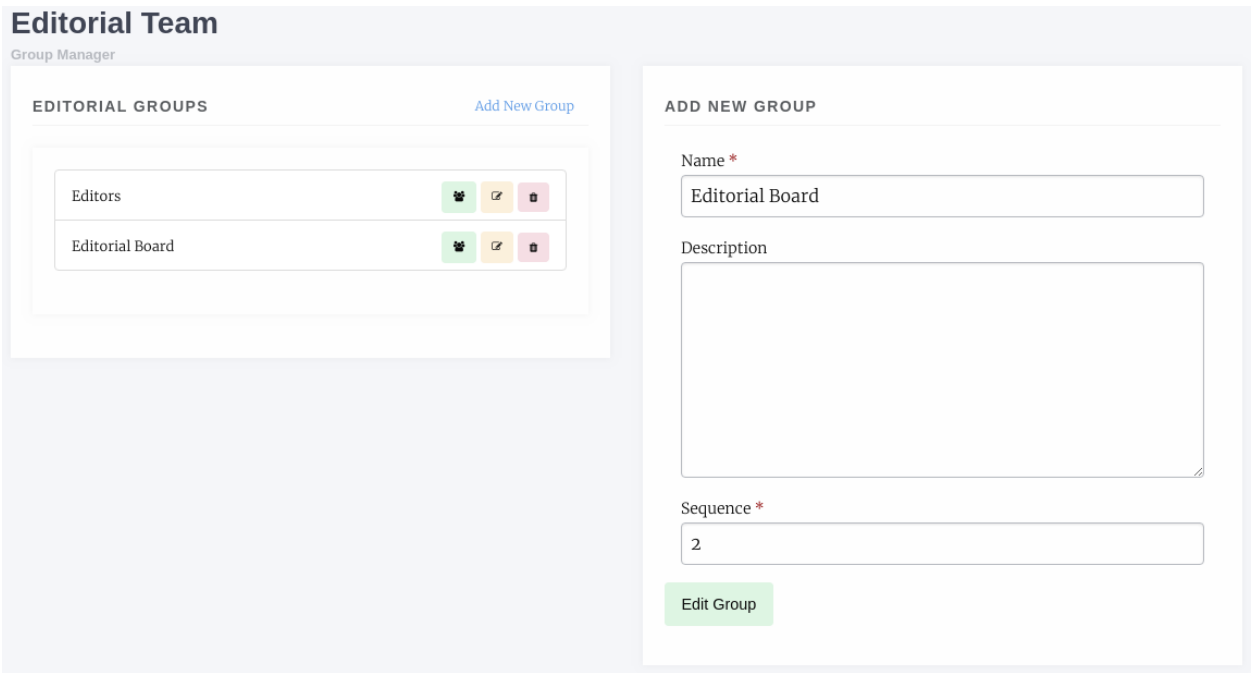 Editorial Team
Group Manager
EDITORIAL GROUPS
Add New Group
Editors
Editorial Board
ADD NEW GROUP
Name *
Editorial Board
Description
Sequence *
2
Edit Group